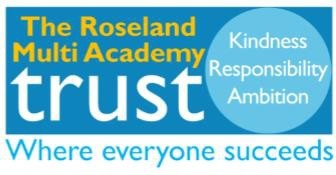 The Roseland
Multi Academy
trust
Kindness
Responsibility
Ambition
Where everyone succeeds